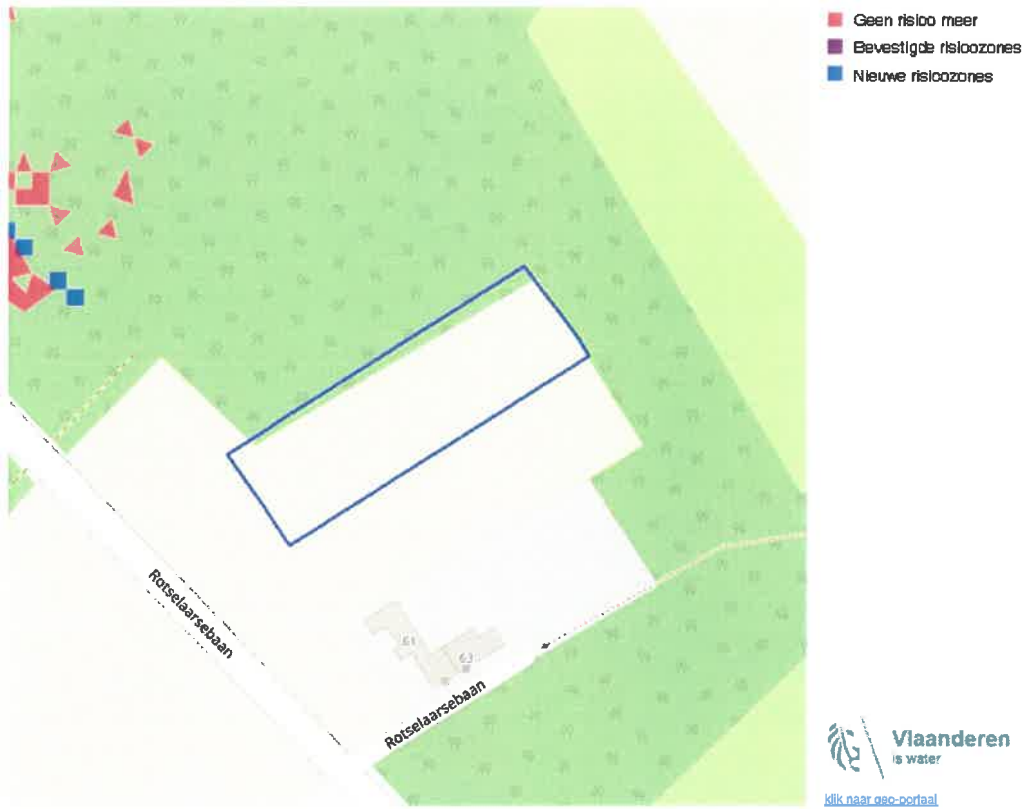 Geen risico meer
Bevestigde risicozones
Nieuwe risicozones
Rotselaarsebaan
61
63
Rotselaarsebaan
Vlaanderen
is water
klik naar geo-portaal